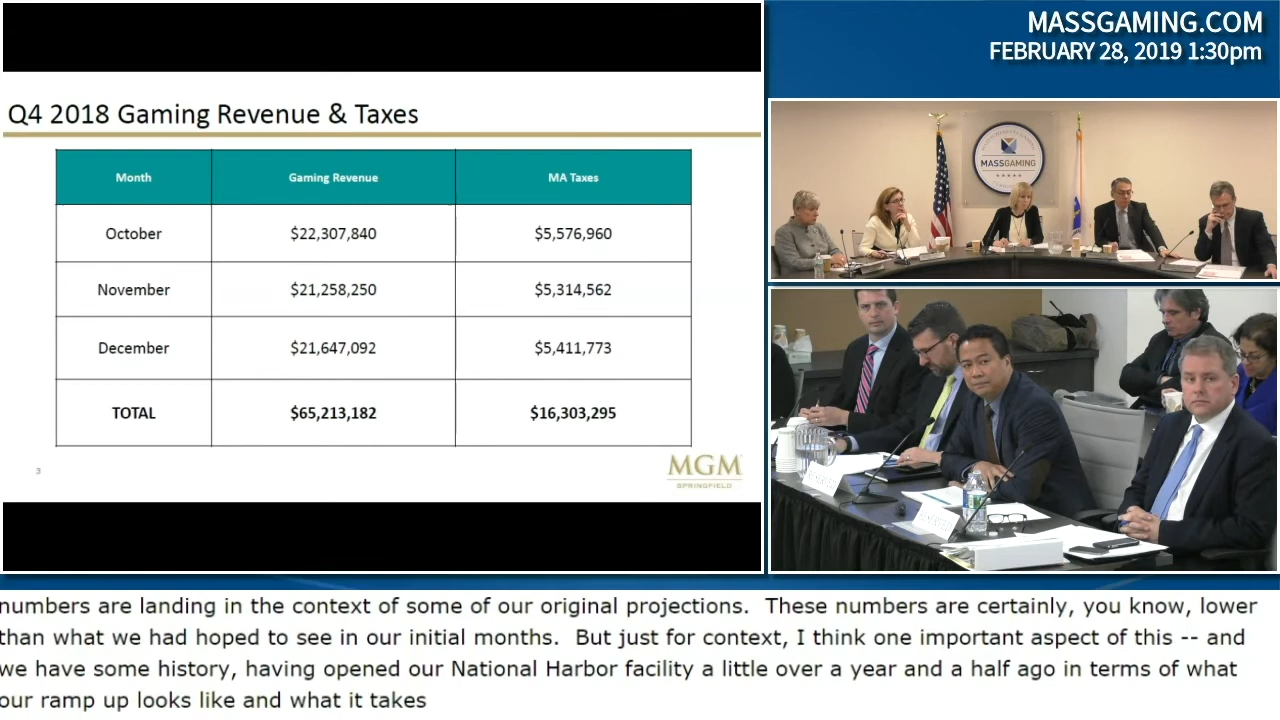 MASSGAMING.COM
FEBRUARY 28, 2019 1:30pm
Q4 2018 Gaming Revenue & Taxes
Month Gaming Revenue MA Taxes
October $22,307,840 $5,576,960
November $21,258,250 $5,314,562
December $21,647,092 $5,411,773
TOTAL $65,213,182 $16,303,295
3
MGM
SPRINGFIELD
MASSGAMING
numbers are landing in the context of some of our original projections. These numbers are certainly, you know, lower
than what we had hoped to see in our initial months. But just for context, I think one important aspect of this -- and
we have some history, having opened our National Harbor facility a little over a year and a half ago in terms of what
our ramp up looks like and what it takes